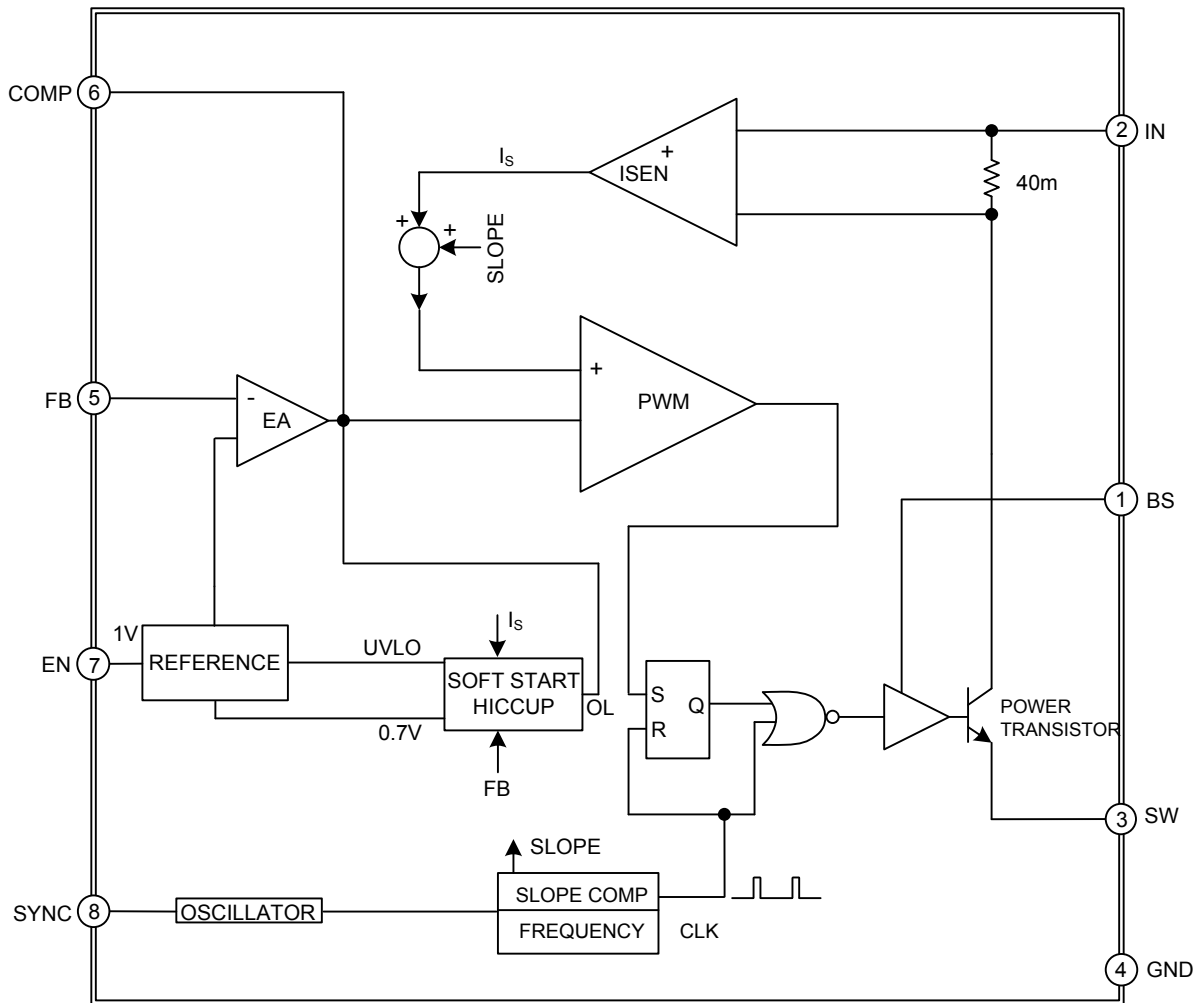 COMP 6
2 IN
+
ISEN
I_S
40m
+
+
SLOPE
+
PWM
FB 5
-
EA
1 BS
I_S
1V
EN 7
REFERENCE
UVLO
SOFT START
HICCUP
OL
0.7V
FB
S
Q
R
POWER
TRANSISTOR
3 SW
SLOPE
SLOPE COMP
SYNC 8
OSCILLATOR
FREQUENCY
CLK
4 GND